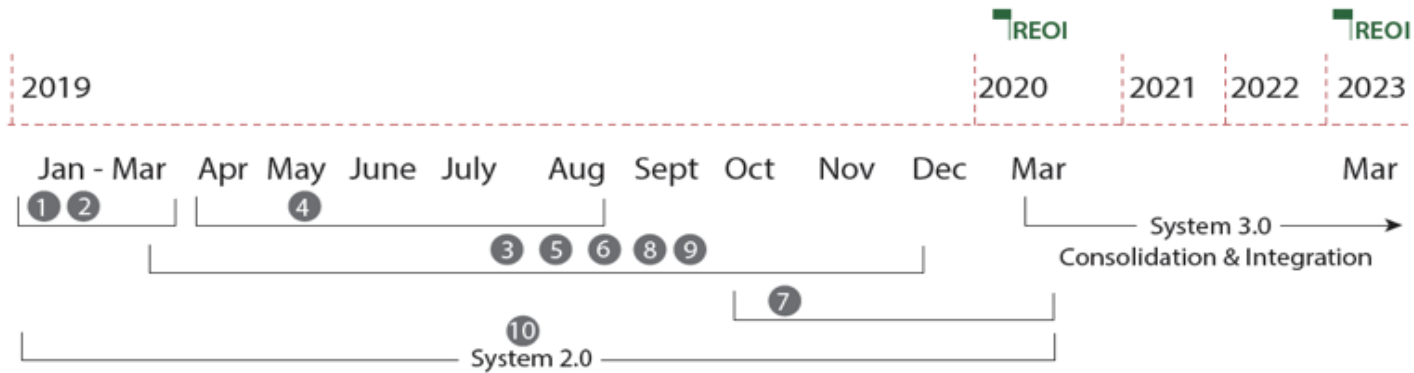 REOI REOI
2019 2020 2021 2022 2023
Jan - Mar Apr May June July Aug Sept Oct Nov Dec Mar Mar
1 2 4
System 3.0
3 5 6 8 9
Consolidation & Integration
7
10
System 2.0